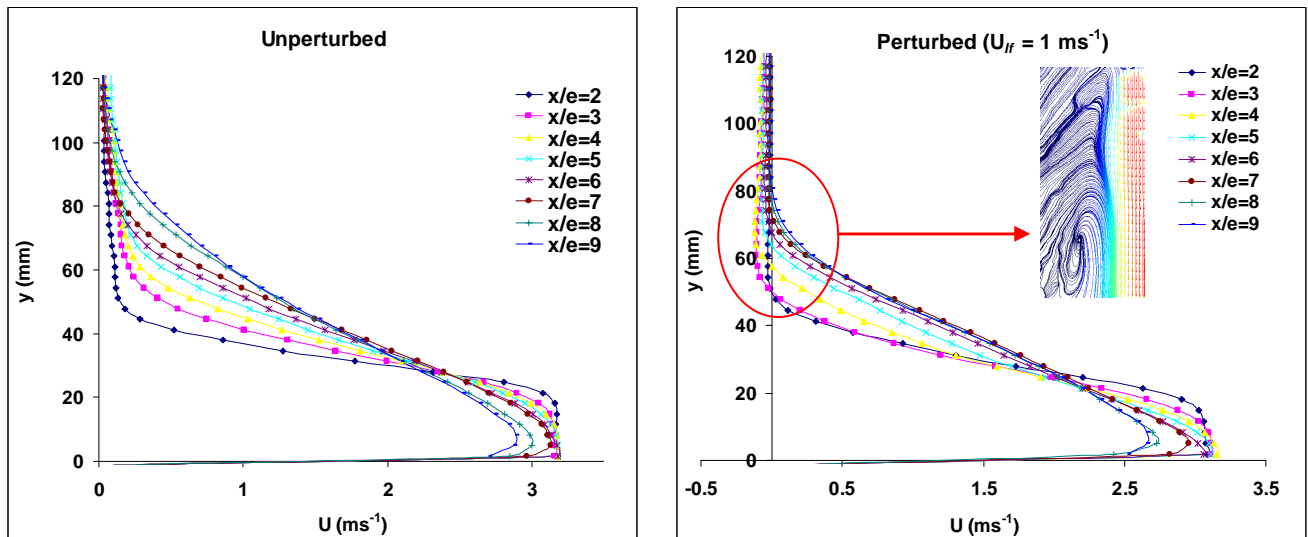 Unperturbed
120
100
80
60
40
20
0
y (mm)
0
1
2
3
U (ms⁻¹)
x/e=2
x/e=3
x/e=4
x/e=5
x/e=6
x/e=7
x/e=8
x/e=9
Perturbed (U_lf = 1 ms⁻¹)
120
100
80
60
40
20
0
y (mm)
-0.5
0.5
1.5
2.5
3.5
U (ms⁻¹)
x/e=2
x/e=3
x/e=4
x/e=5
x/e=6
x/e=7
x/e=8
x/e=9